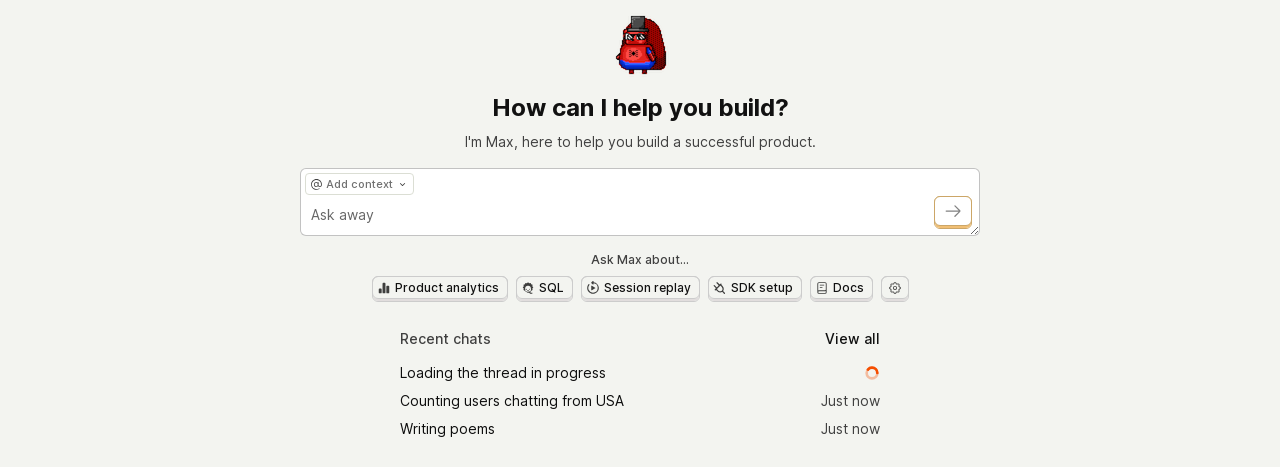 How can I help you build?
I'm Max, here to help you build a successful product.
@ Add context
Ask away
Ask Max about...
Product analytics SQL Session replay SDK setup Docs
Recent chats View all
Loading the thread in progress
Counting users chatting from USA Just now
Writing poems Just now